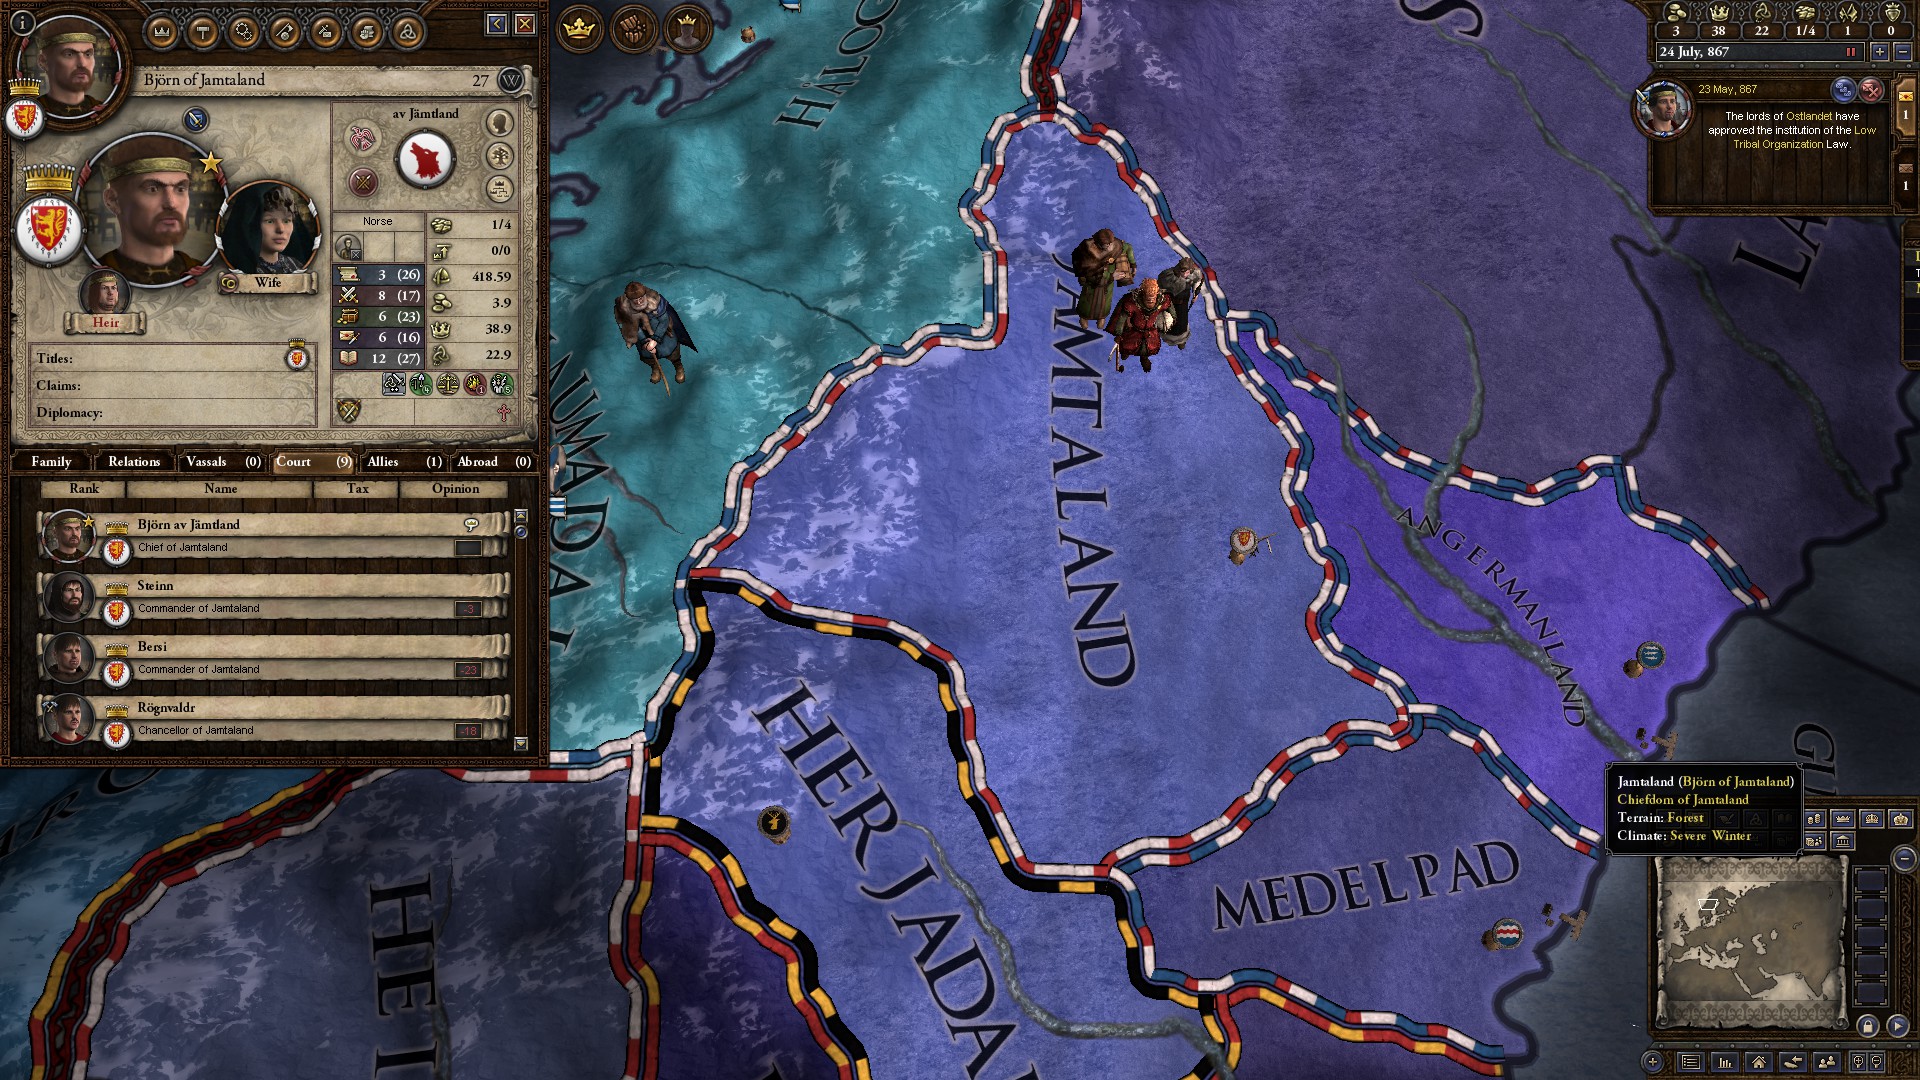 Björn of Jamtaland 27
av Jämtland
Norse
Wife
Heir
Titles:
Claims:
Diplomacy:
1/4
0/0
3 (26) 418.59
8 (17) 3.9
6 (23)
6 (16) 38.9
12 (27) 22.9
Family Relations Vassals (0) Court (9) Allies (1) Abroad (0)
Rank Name Tax Opinion
Björn av Jämtland
Chief of Jamtaland
Steinn
Commander of Jamtaland -3
Bersi
Commander of Jamtaland -23
Rögnvaldr
Chancellor of Jamtaland -18
3 38 22 1/4 1 0
24 July, 867
23 May, 867
The lords of Ostlandet have
approved the institution of the Low
Tribal Organization Law.
1
1
JAMTALAND
ANGERMANLAND
HERJADA
MEDELPAD
Jamtaland (Björn of Jamtaland)
Chiefdom of Jamtaland
Terrain: Forest
Climate: Severe Winter